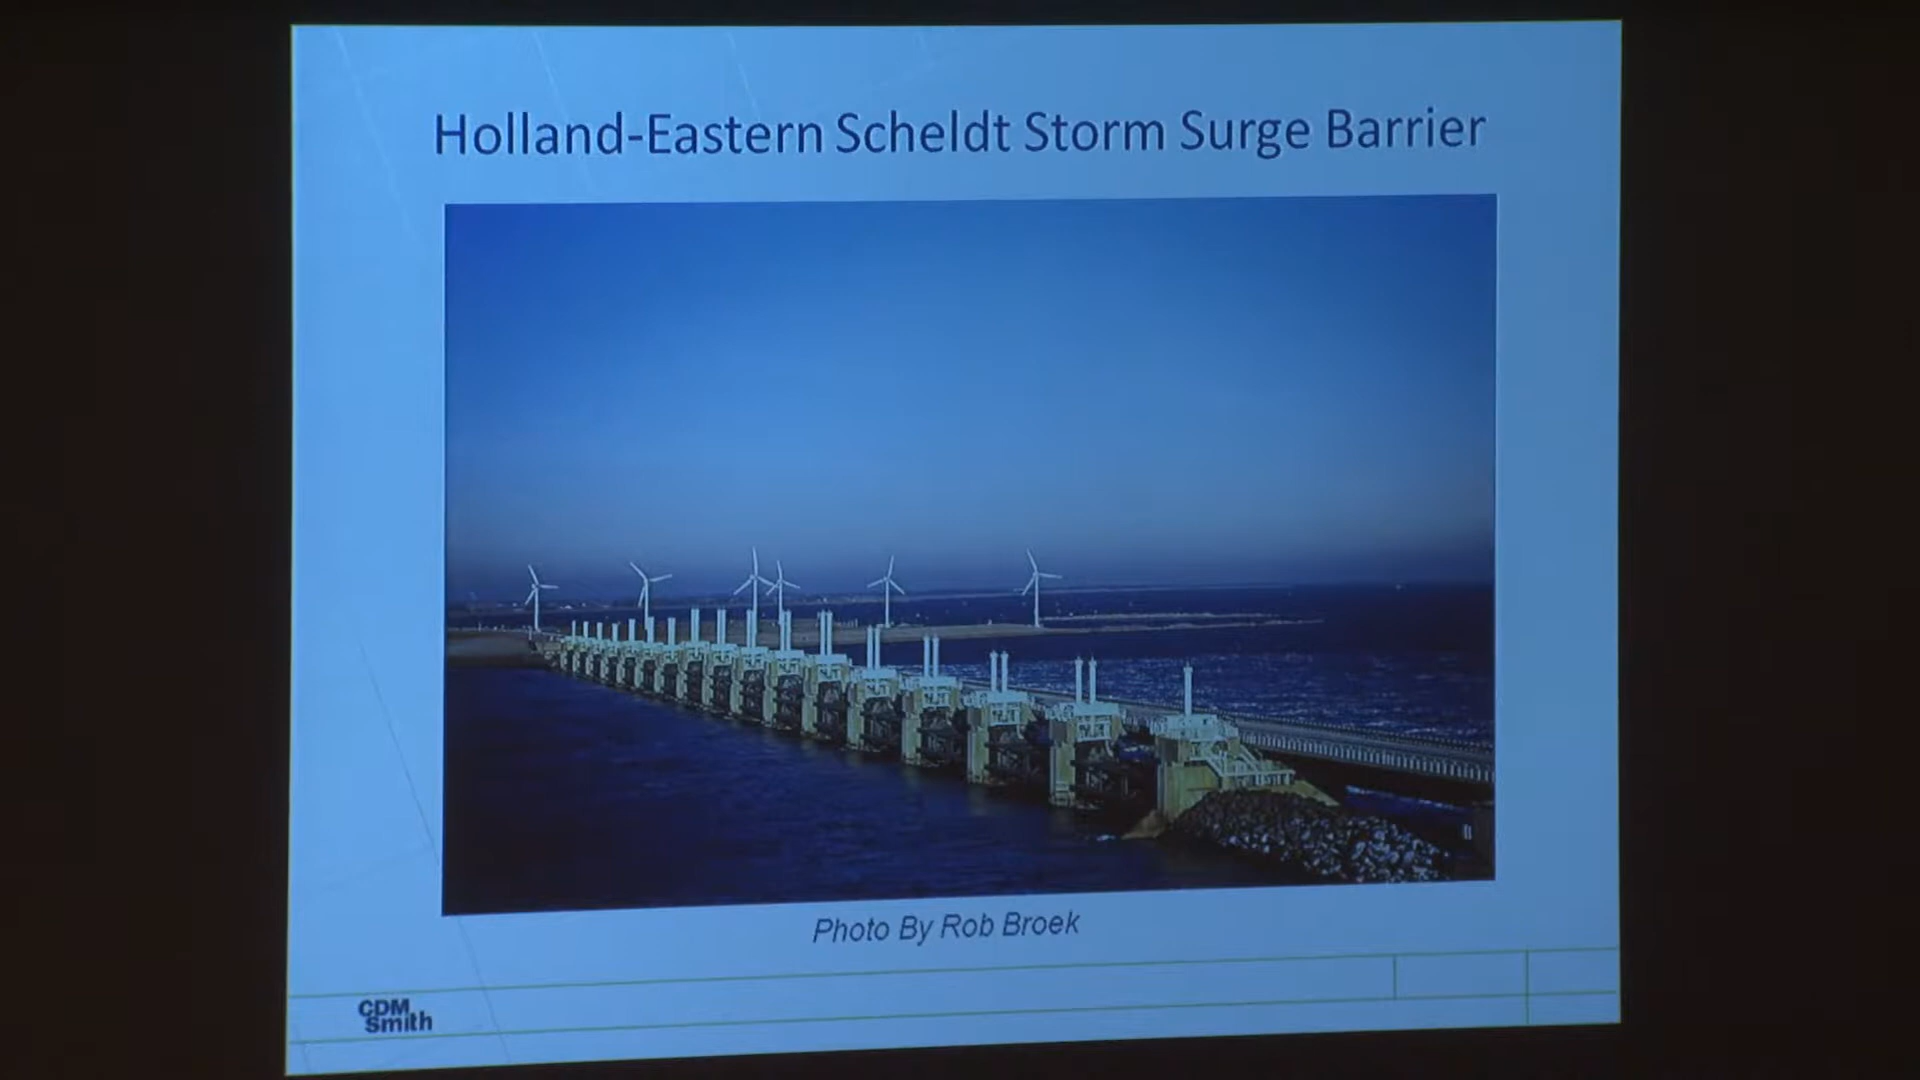 Holland-Eastern Scheldt Storm Surge Barrier
Photo By Rob Broek
CDM
Smith